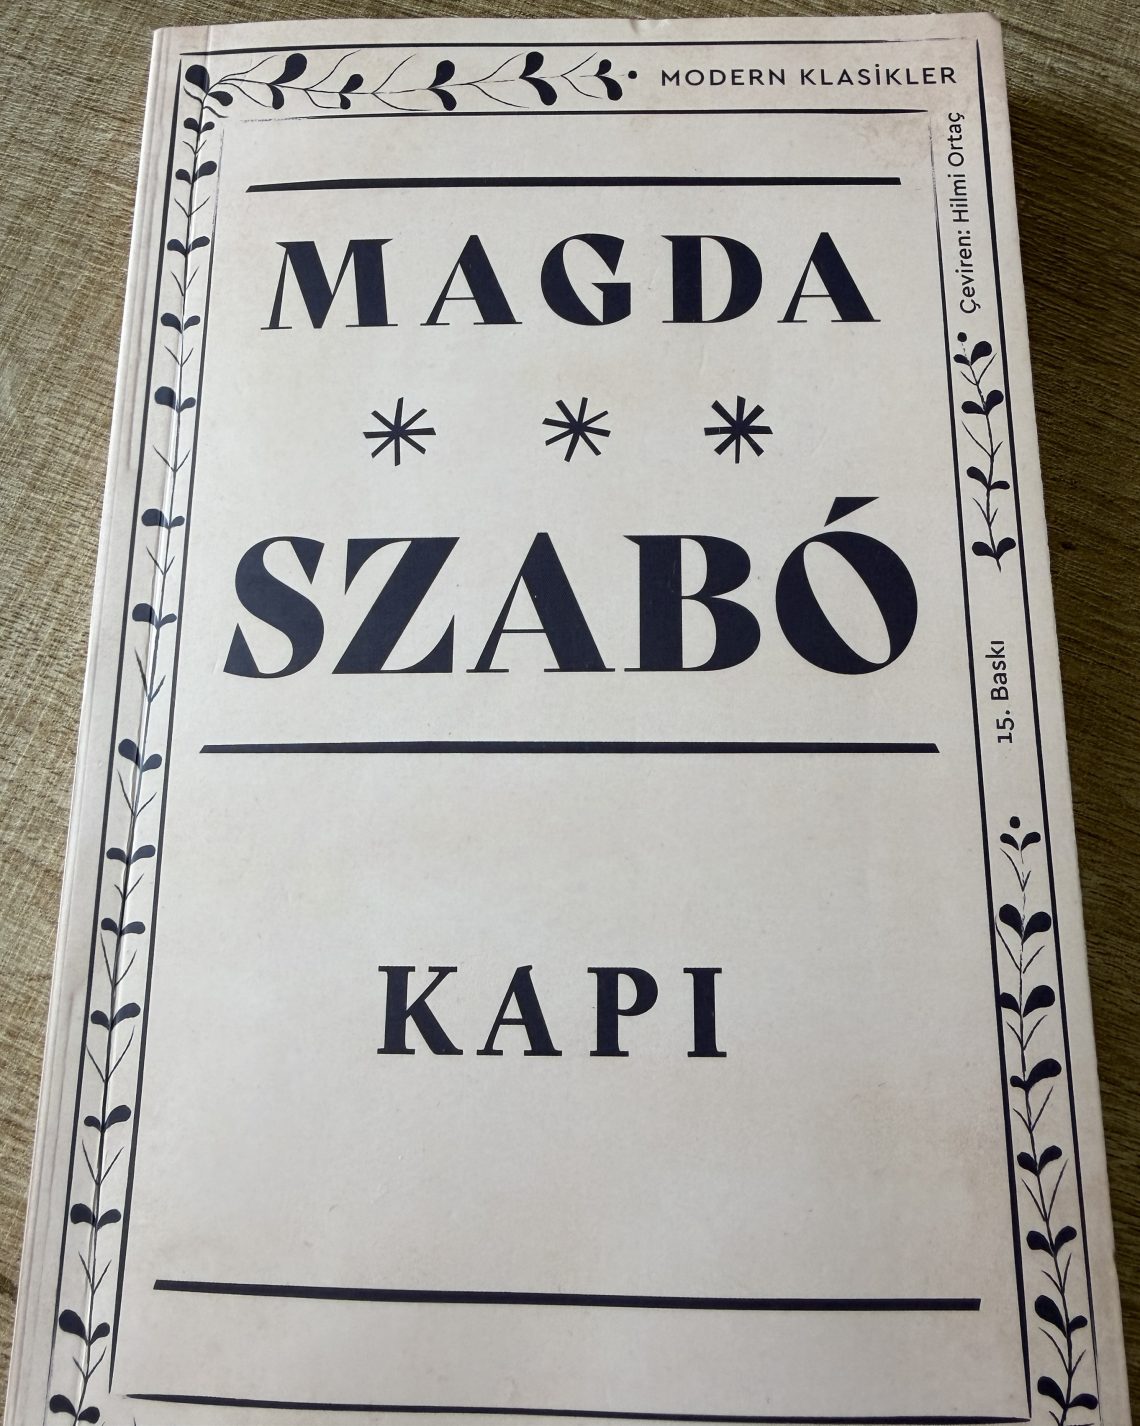 MODERN KLASİKLER
Çeviren: Hilmi Ortaç
MAGDA
SZABÓ
15. Baskı
KAPI